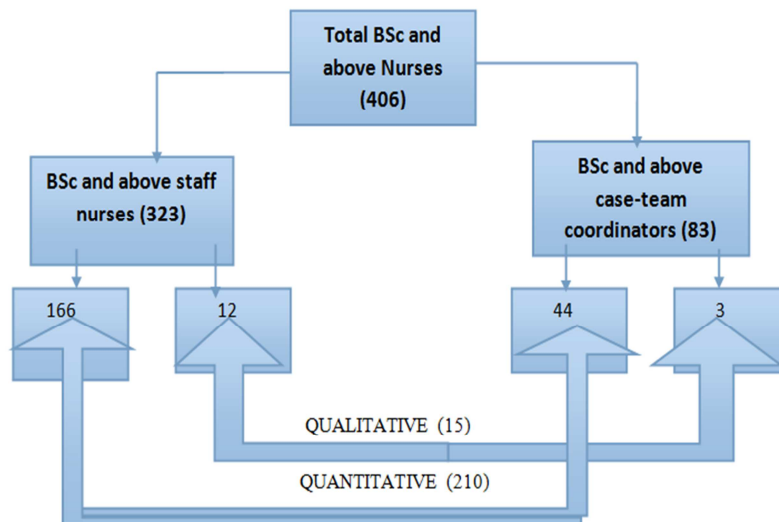 Total BSc and
above Nurses
(406)
BSc and above staff
nurses (323)
BSc and above
case-team
coordinators (83)
166
12
44
3
QUALITATIVE (15)
QUANTITATIVE (210)